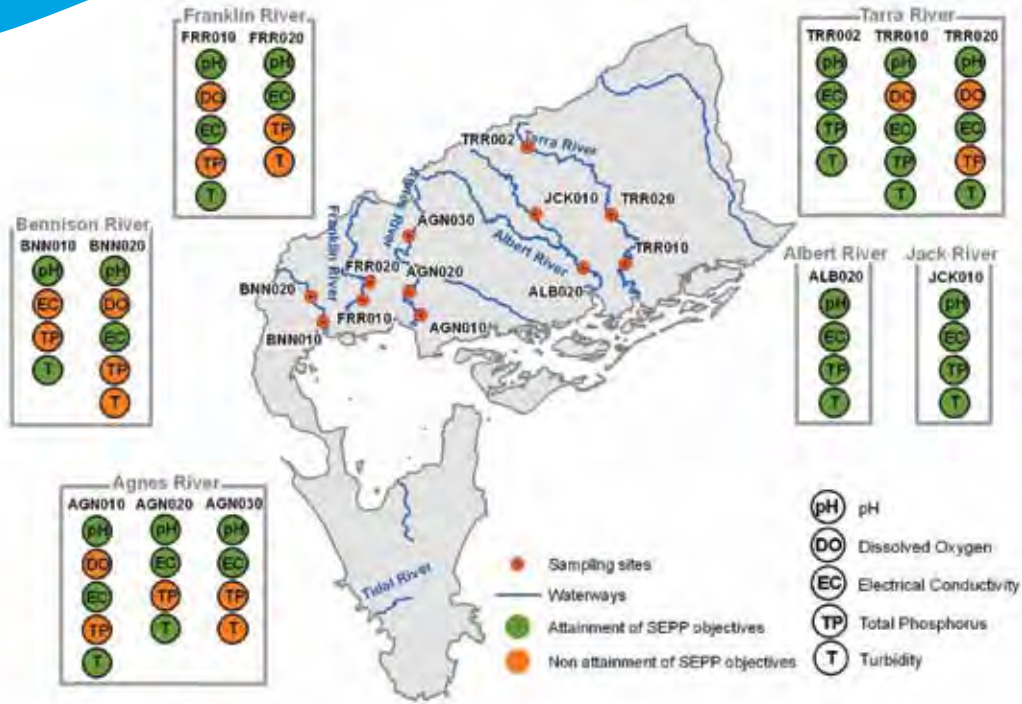 Franklin River
FRR010 FRR020
pH pH
DO EC
EC TP
TP T
T
Tarra River
TRR002 TRR010 TRR020
pH pH pH
EC DO DO
TP EC EC
T TP TP
T T
Bennison River
BNN010 BNN020
pH pH
EC DO
TP EC
T TP
T
Albert River
ALB020
pH
EC
TP
T
Jack River
JCK010
pH
EC
TP
T
Agnes River
AGN010 AGN020 AGN030
pH pH pH
DO EC EC
EC TP TP
TP T T
T
TRR002
Tarra River
JCK010
TRR020
Agnes River
AGN030
Franklin River
Albert River
TRR010
FRR020
AGN020
BNN020
ALB020
FRR010
AGN010
BNN010
Tidal River
Sampling sites
Waterways
Attainment of SEPP objectives
Non attainment of SEPP objectives
pH pH
DO Dissolved Oxygen
EC Electrical Conductivity
TP Total Phosphorus
T Turbidity